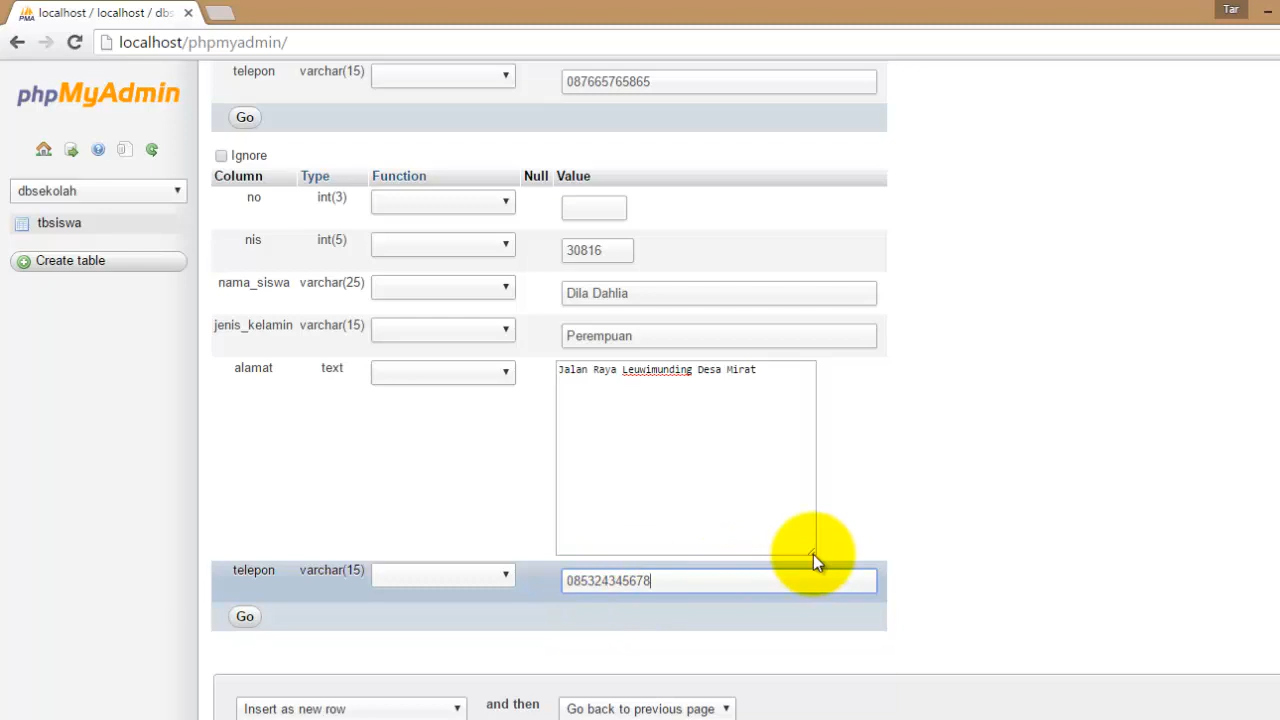 localhost / localhost / dbs
Tar
localhost/phpmyadmin/
phpMyAdmin
dbsekolah
tbsiswa
Create table
telepon varchar(15) 087665765865
Go
Ignore
Column Type Function Null Value
no int(3)
nis int(5) 30816
nama_siswa varchar(25) Dila Dahlia
jenis_kelamin varchar(15) Perempuan
alamat text Jalan Raya Leuwimunding Desa Mirat
telepon varchar(15) 085324345678
Go
Insert as new row and then Go back to previous page